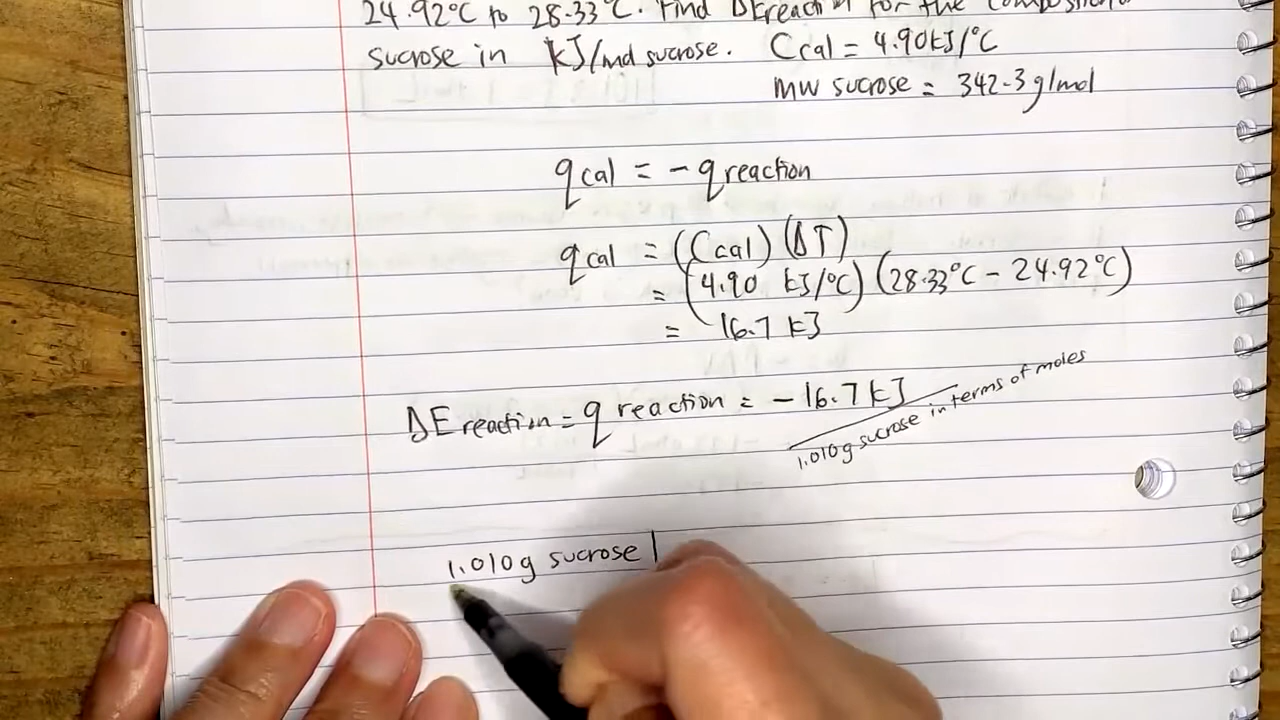 24.92°C to 28.33°C. Find ΔEreaction for the
sucrose in kJ/mol sucrose. Ccal = 4.90kJ/°C
mw sucrose = 342.3 g/mol
qcal = - qreaction
qcal = (Ccal) (ΔT)
= (4.90 kJ/°C) (28.33°C - 24.92°C)
= 16.7 kJ
ΔE reaction = q reaction = -16.7 kJ
1.010g sucrose in terms of moles
1.010g sucrose